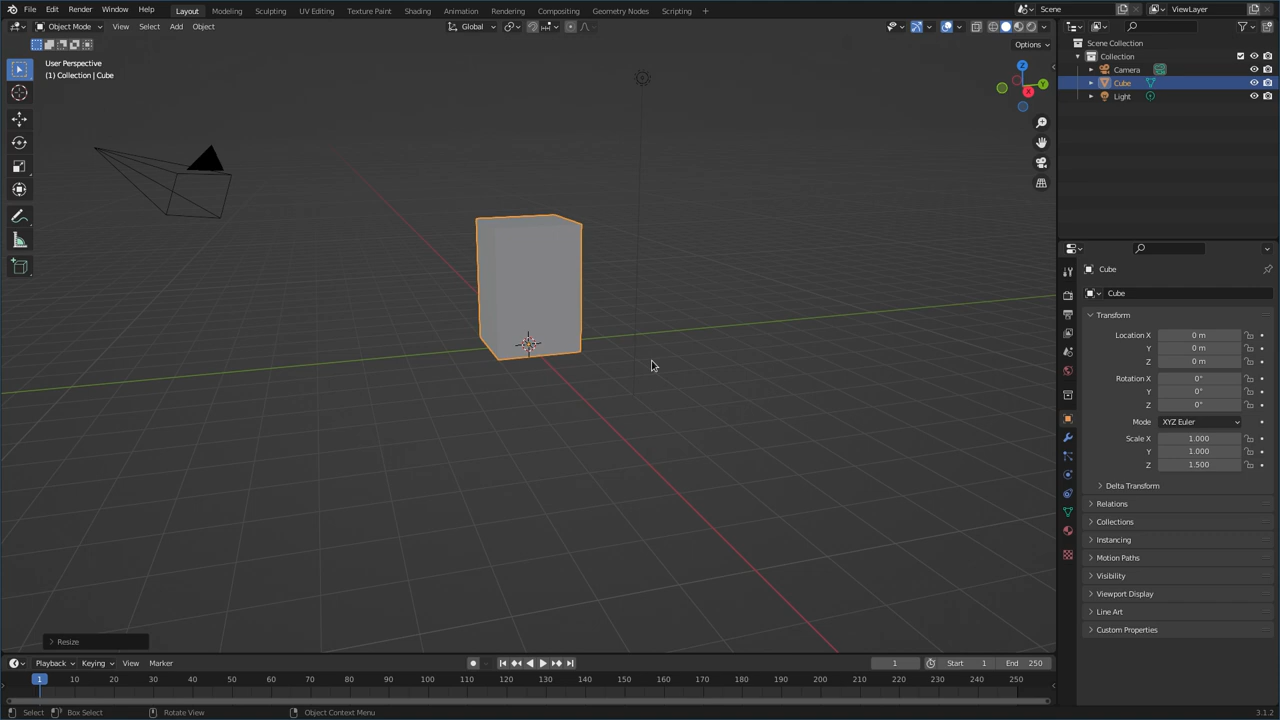 File Edit Render Window Help Layout Modeling Sculpting UV Editing Texture Paint Shading Animation Rendering Compositing Geometry Nodes Scripting + Scene ViewLayer
Object Mode View Select Add Object Global
Options
User Perspective
(1) Collection | Cube
Z
Y
X
Scene Collection
Collection
Camera
Cube
Light
Cube
Cube
Transform
Location X 0 m
Y 0 m
Z 0 m
Rotation X 0°
Y 0°
Z 0°
Mode XYZ Euler
Scale X 1.000
Y 1.000
Z 1.500
Delta Transform
Relations
Collections
Instancing
Motion Paths
Visibility
Viewport Display
Line Art
Custom Properties
Resize
Playback Keying View Marker 1 Start 1 End 250
1 10 20 30 40 50 60 70 80 90 100 110 120 130 140 150 160 170 180 190 200 210 220 230 240 250
Select Box Select Rotate View Object Context Menu 3.1.2